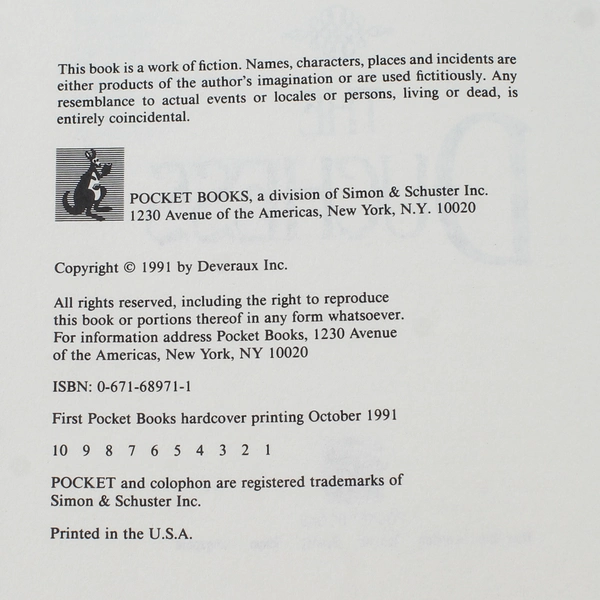 This book is a work of fiction. Names, characters, places and incidents are
either products of the author's imagination or are used fictitiously. Any
resemblance to actual events or locales or persons, living or dead, is
entirely coincidental.
POCKET BOOKS, a division of Simon & Schuster Inc.
1230 Avenue of the Americas, New York, N.Y. 10020
Copyright © 1991 by Deveraux Inc.
All rights reserved, including the right to reproduce
this book or portions thereof in any form whatsoever.
For information address Pocket Books, 1230 Avenue
of the Americas, New York, NY 10020
ISBN: 0-671-68971-1
First Pocket Books hardcover printing October 1991
10 9 8 7 6 5 4 3 2 1
POCKET and colophon are registered trademarks of
Simon & Schuster Inc.
Printed in the U.S.A.
THE
DUCHESS